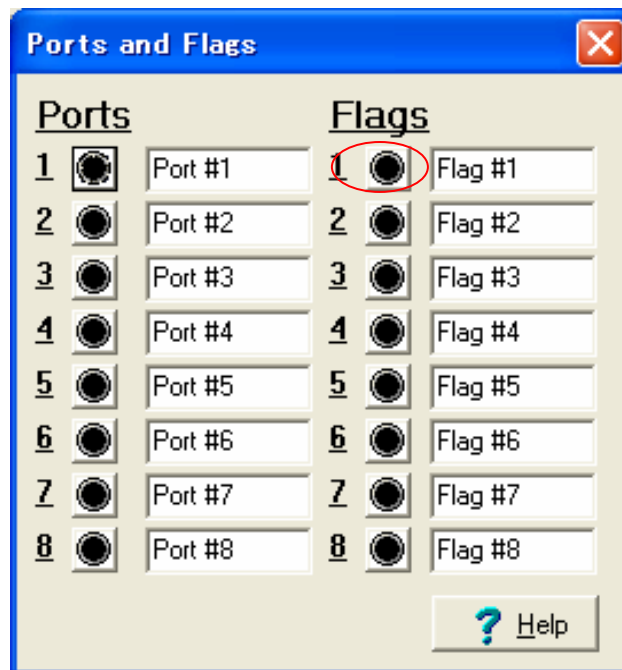 Ports and Flags
Ports Flags
1 Port #1 1 Flag #1
2 Port #2 2 Flag #2
3 Port #3 3 Flag #3
4 Port #4 4 Flag #4
5 Port #5 5 Flag #5
6 Port #6 6 Flag #6
7 Port #7 7 Flag #7
8 Port #8 8 Flag #8
? Help